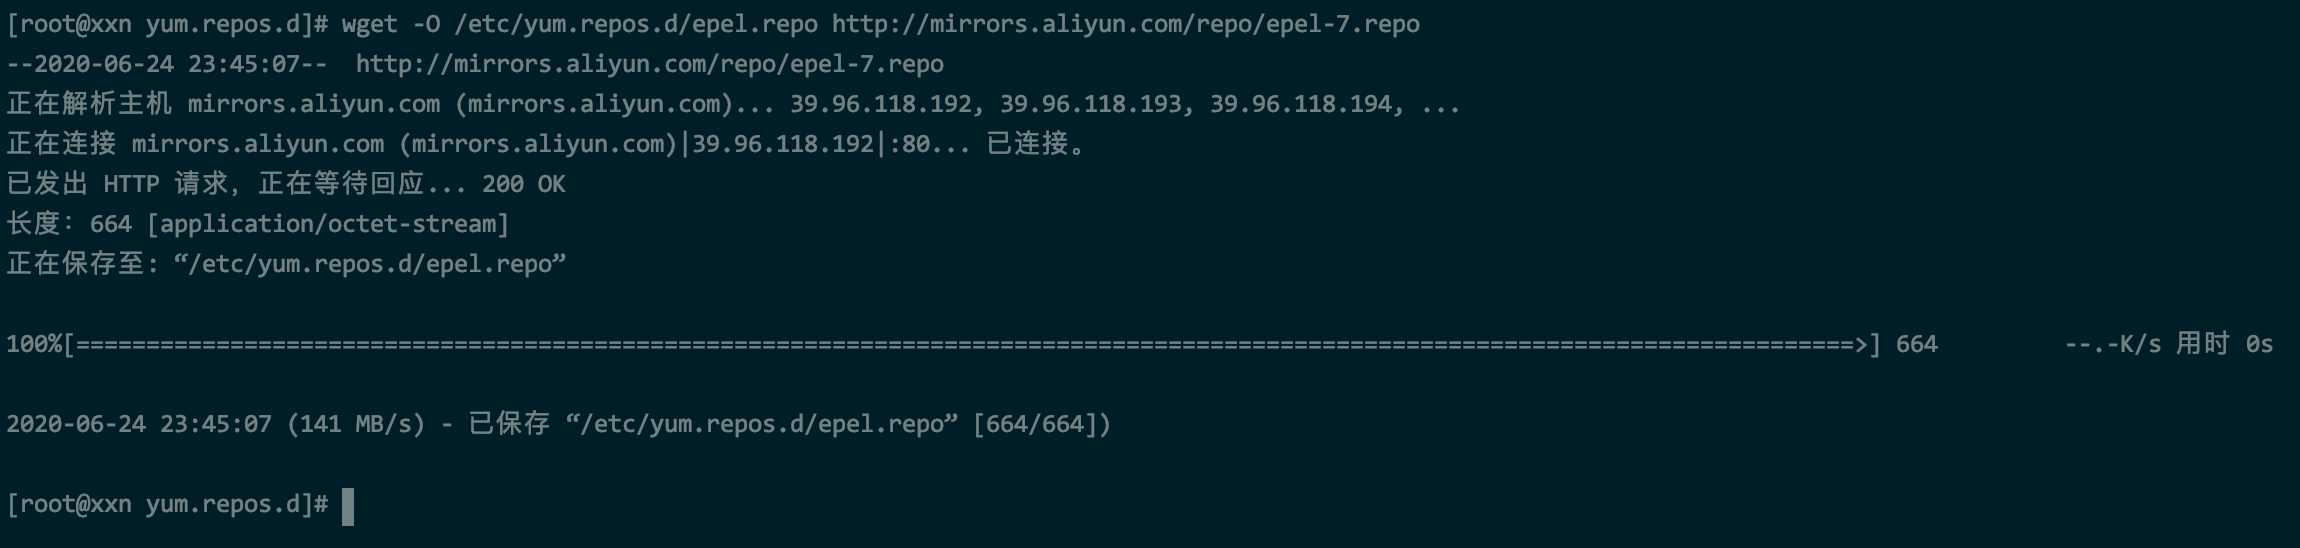 [root@xxn yum.repos.d]# wget -O /etc/yum.repos.d/epel.repo http://mirrors.aliyun.com/repo/epel-7.repo
--2020-06-24 23:45:07--  http://mirrors.aliyun.com/repo/epel-7.repo
正在解析主机 mirrors.aliyun.com (mirrors.aliyun.com)... 39.96.118.192, 39.96.118.193, 39.96.118.194, ...
正在连接 mirrors.aliyun.com (mirrors.aliyun.com)|39.96.118.192|:80... 已连接。
已发出 HTTP 请求，正在等待回应... 200 OK
长度：664 [application/octet-stream]
正在保存至: “/etc/yum.repos.d/epel.repo”
100%[===============================================================================================================================>] 664         --.-K/s 用时 0s
2020-06-24 23:45:07 (141 MB/s) - 已保存 “/etc/yum.repos.d/epel.repo” [664/664])
[root@xxn yum.repos.d]#